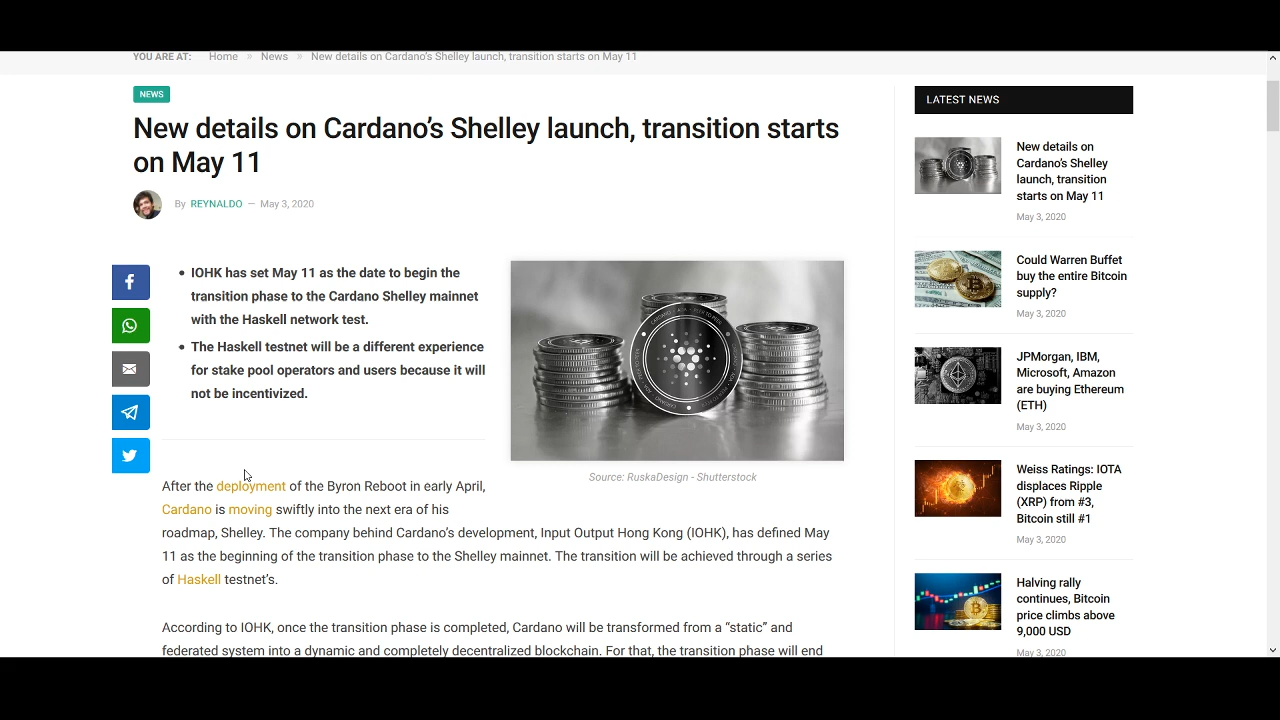 YOU ARE AT: Home » News » New details on Cardano's Shelley launch, transition starts on May 11
NEWS
New details on Cardano's Shelley launch, transition starts
on May 11
By REYNALDO — May 3, 2020
• IOHK has set May 11 as the date to begin the
transition phase to the Cardano Shelley mainnet
with the Haskell network test.
• The Haskell testnet will be a different experience
for stake pool operators and users because it will
not be incentivized.
Source: RuskaDesign - Shutterstock
After the deployment of the Byron Reboot in early April,
Cardano is moving swiftly into the next era of his
roadmap, Shelley. The company behind Cardano's development, Input Output Hong Kong (IOHK), has defined May
11 as the beginning of the transition phase to the Shelley mainnet. The transition will be achieved through a series
of Haskell testnet's.
According to IOHK, once the transition phase is completed, Cardano will be transformed from a “static” and
federated system into a dynamic and completely decentralized blockchain. For that, the transition phase will end
LATEST NEWS
New details on
Cardano's Shelley
launch, transition
starts on May 11
May 3, 2020
Could Warren Buffet
buy the entire Bitcoin
supply?
May 3, 2020
JPMorgan, IBM,
Microsoft, Amazon
are buying Ethereum
(ETH)
May 3, 2020
Weiss Ratings: IOTA
displaces Ripple
(XRP) from #3,
Bitcoin still #1
May 3, 2020
Halving rally
continues, Bitcoin
price climbs above
9,000 USD
May 3, 2020